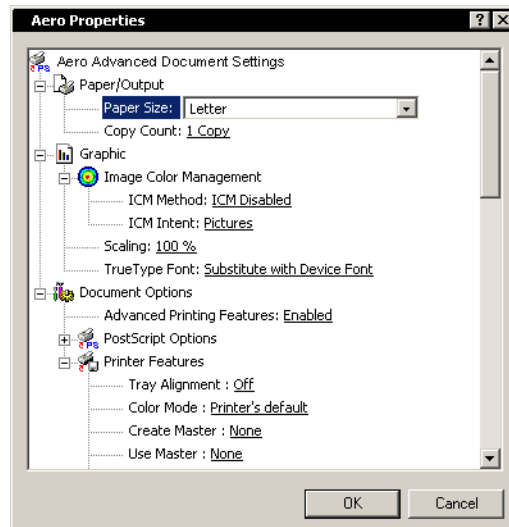 Aero Properties
Aero Advanced Document Settings
Paper/Output
Paper Size: Letter
Copy Count: 1 Copy
Graphic
Image Color Management
ICM Method: ICM Disabled
ICM Intent: Pictures
Scaling: 100 %
TrueType Font: Substitute with Device Font
Document Options
Advanced Printing Features: Enabled
PS PostScript Options
Printer Features
Tray Alignment : Off
Color Mode : Printer's default
Create Master : None
Use Master : None
OK Cancel